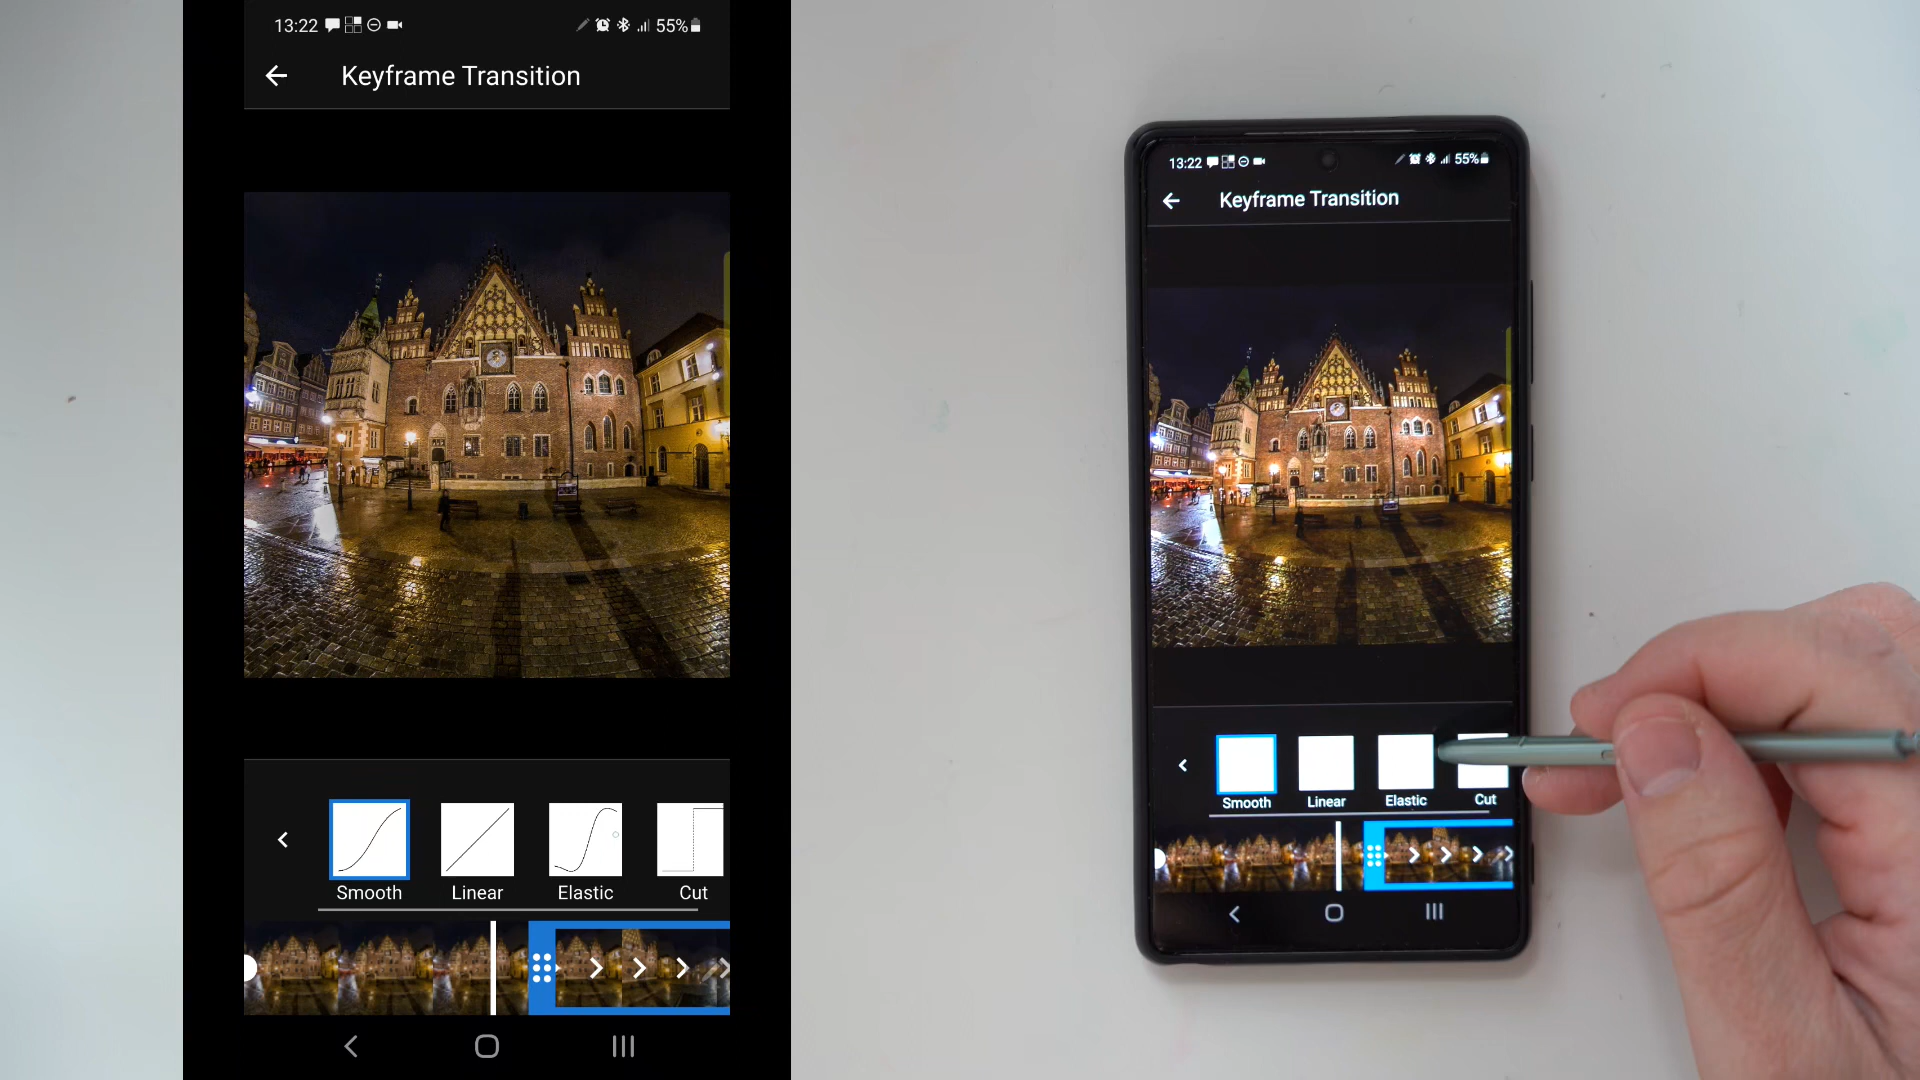 13:22 55%
Keyframe Transition
Smooth Linear Elastic Cut
13:22 55%
Keyframe Transition
Smooth Linear Elastic Cut